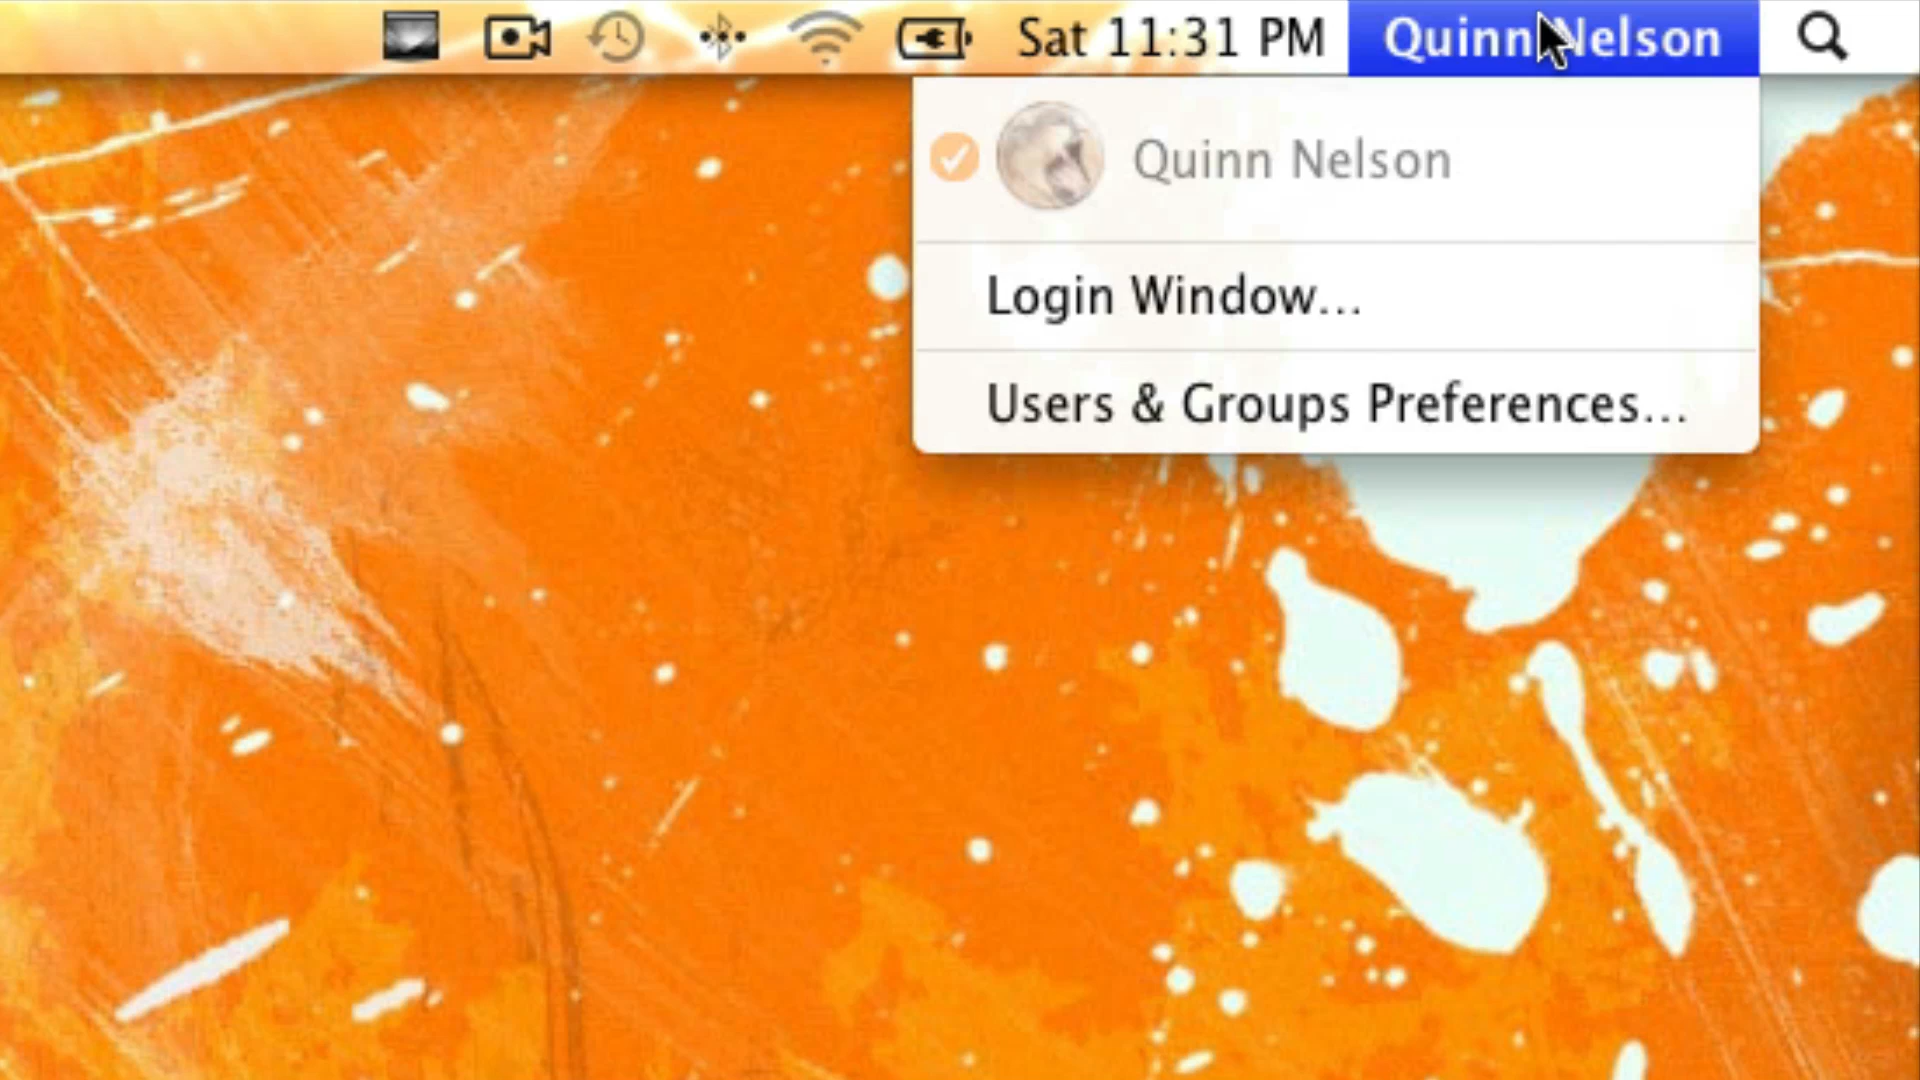 Sat 11:31 PM Quinn Nelson
Quinn Nelson
Login Window...
Users & Groups Preferences...